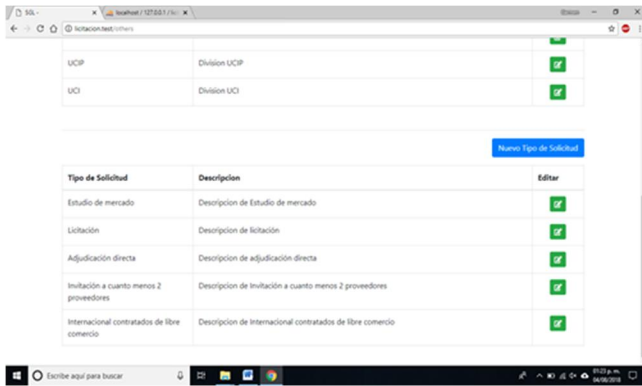 SGL -
localhost / 127.0.0.1 / lici
licitacion.test/others
UCIP Division UCIP
UCI Division UCI
Nuevo Tipo de Solicitud
Tipo de Solicitud Descripcion Editar
Estudio de mercado Descripcion de Estudio de mercado
Licitación Descripcion de licitación
Adjudicación directa Descripcion de adjudicación directa
Invitación a cuanto menos 2 Descripcion de Invitación a cuanto menos 2 proveedores
proveedores
Internacional contratados de libre Descripcion de Internacional contratados de libre comercio
comercio
Escribe aquí para buscar
01:23 p. m.
04/08/2018